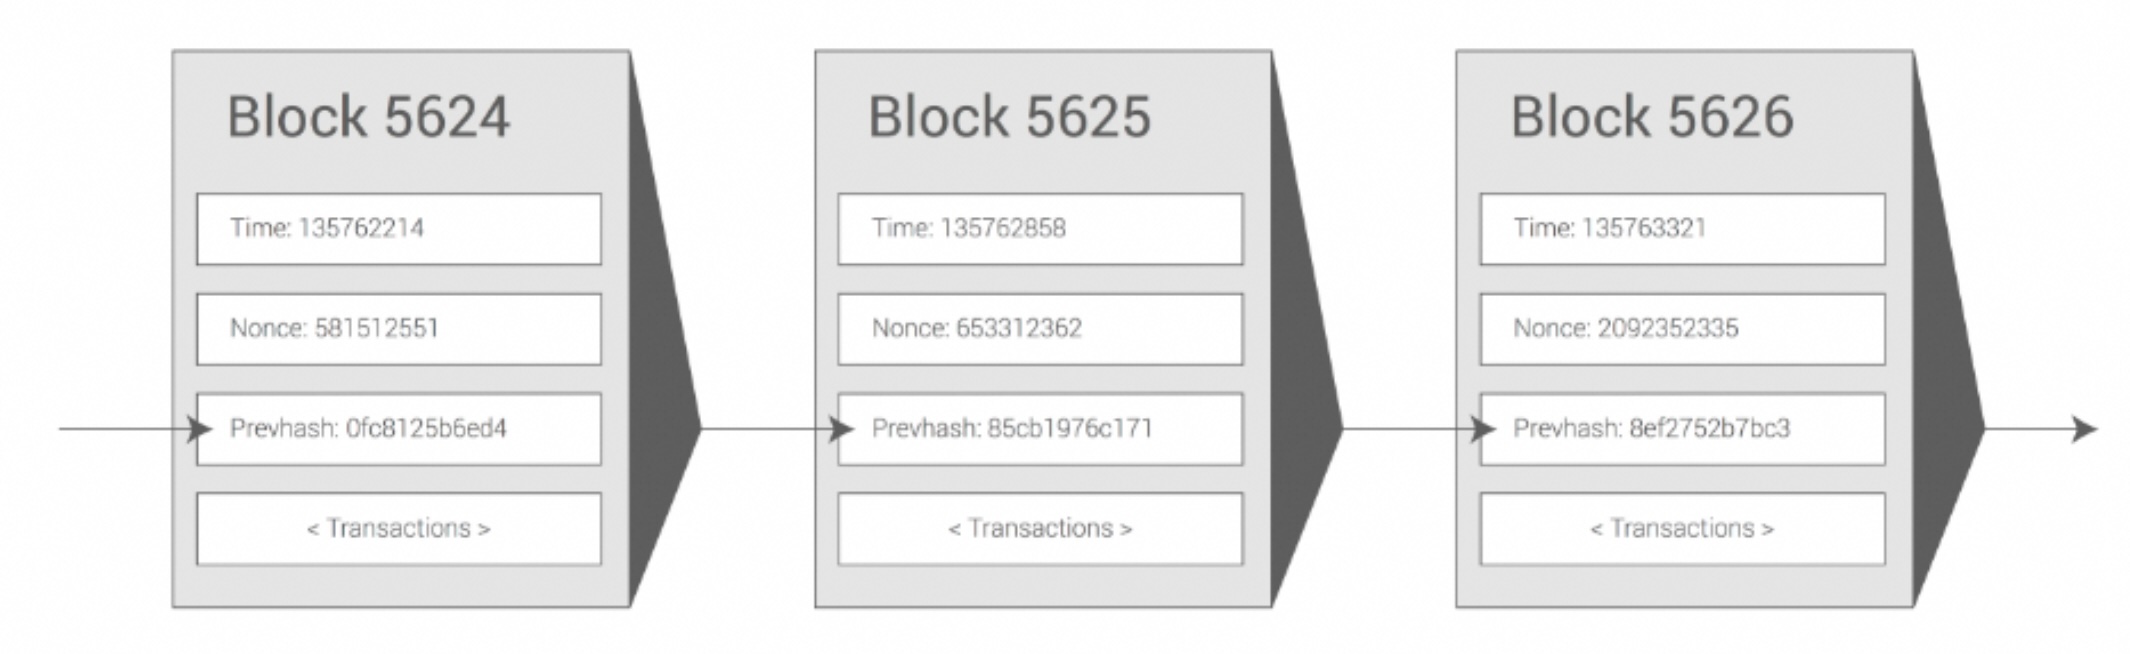 Block 5624
Time: 135762214
Nonce: 581512551
Prevhash: 0fc8125b6ed4
< Transactions >
Block 5625
Time: 135762858
Nonce: 653312362
Prevhash: 85cb1976c171
< Transactions >
Block 5626
Time: 135763321
Nonce: 2092352335
Prevhash: 8ef2752b7bc3
< Transactions >